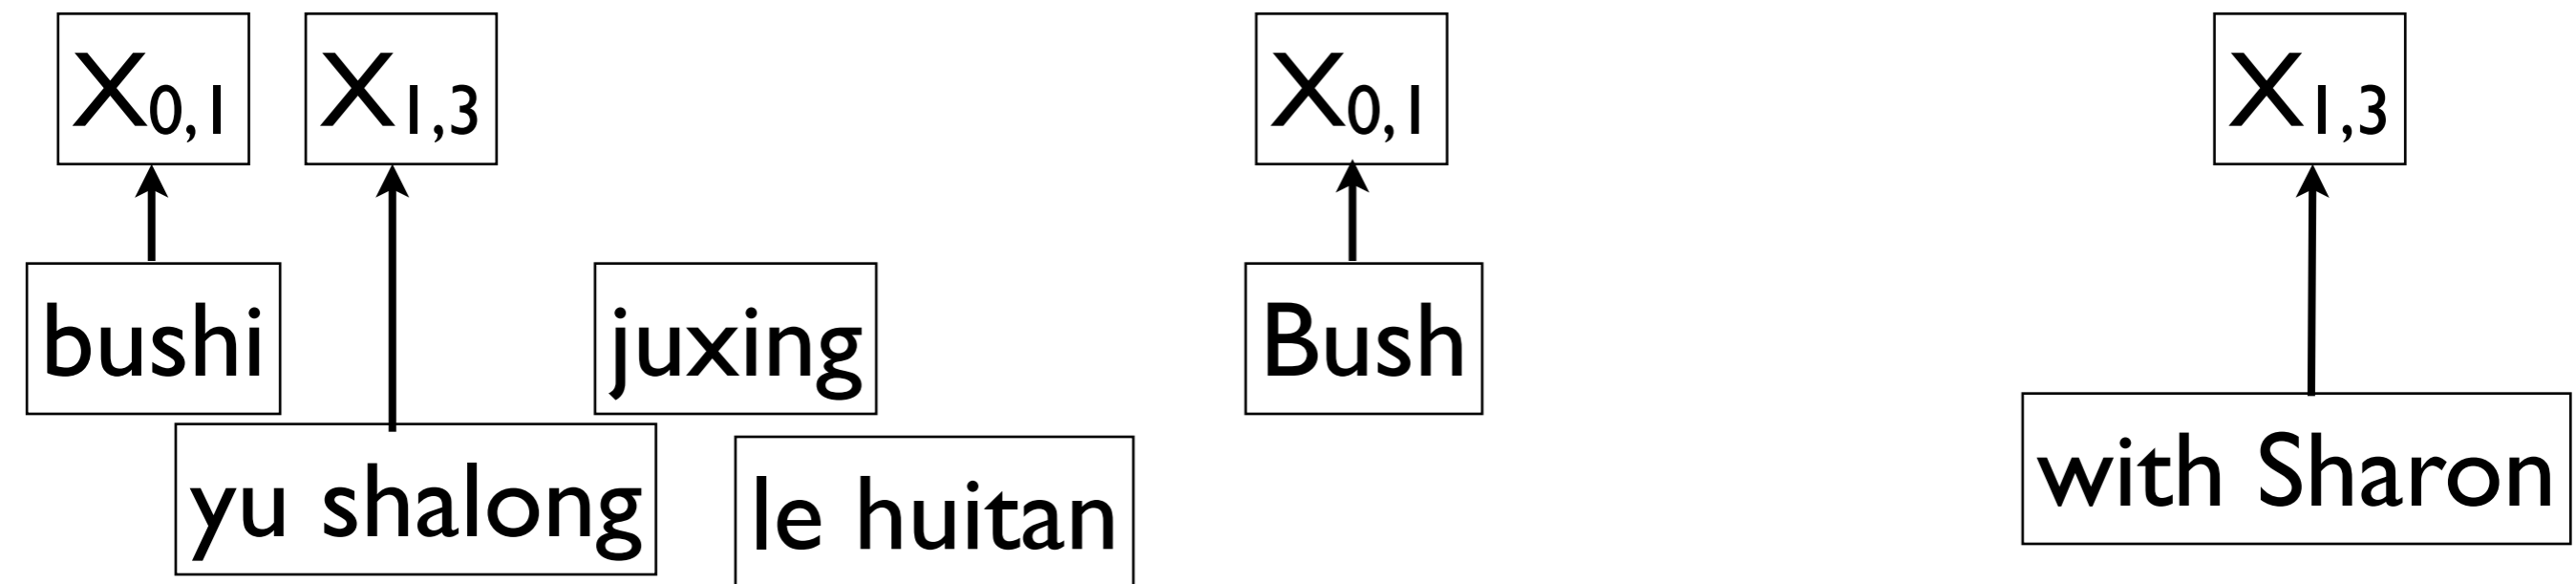 X0,1 X1,3 X0,1 X1,3
bushi juxing Bush
yu shalong le huitan with Sharon